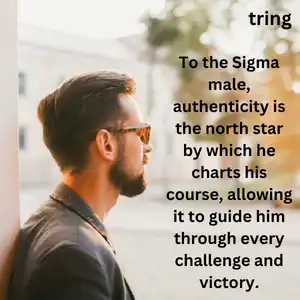 tring
To the Sigma
male,
authenticity is
the north star
by which he
charts his
course, allowing
it to guide him
through every
challenge and
victory.